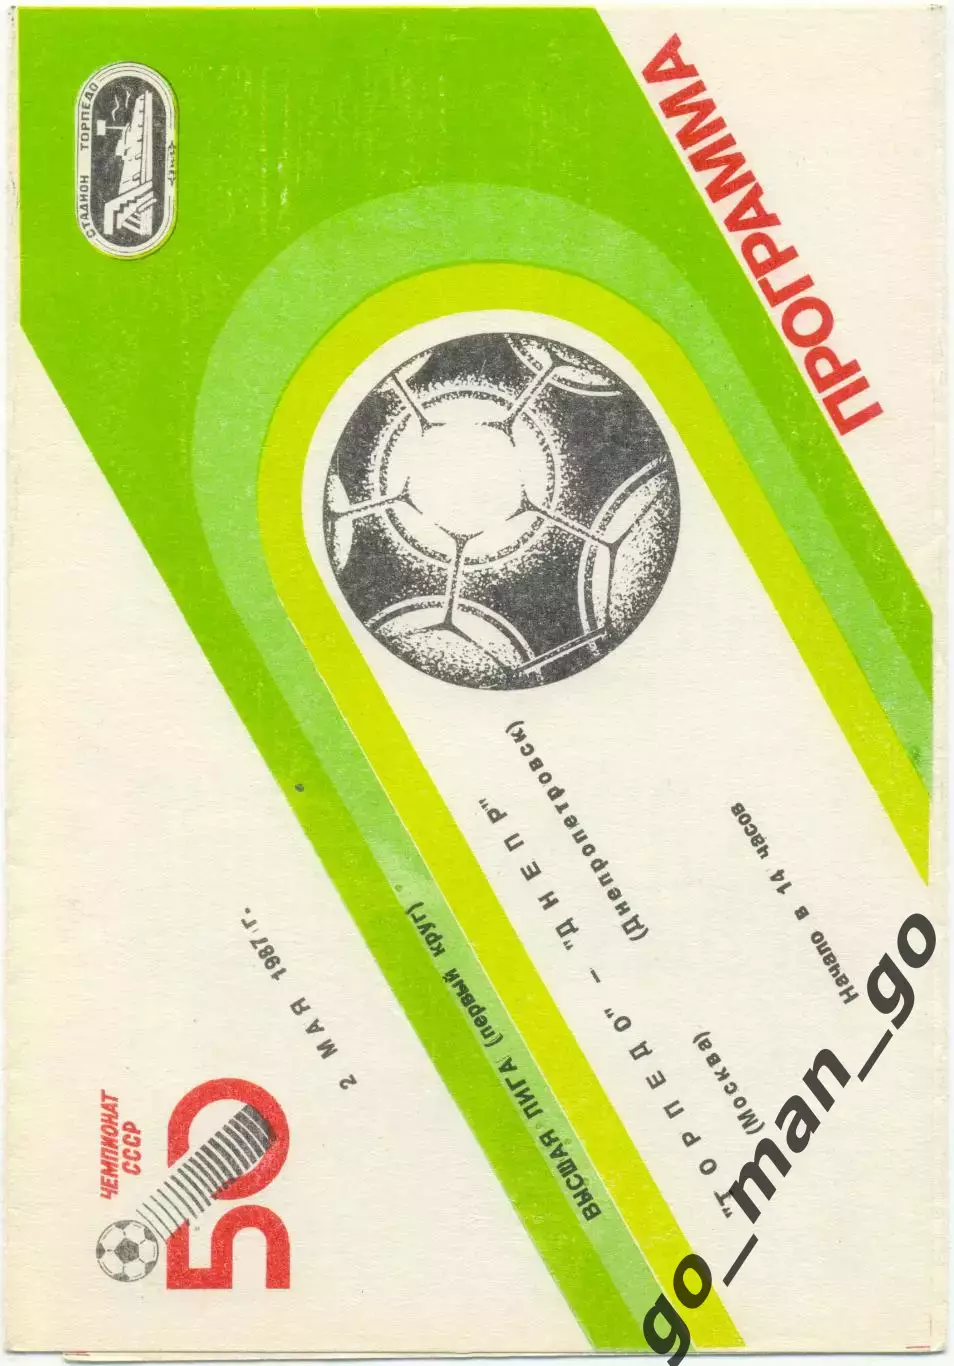 СТАДИОН ТОРПЕДО
ПРОГРАММА
ЧЕМПИОНАТ
СССР
50
2 МАЯ 1987 г.
ВЫСШАЯ ЛИГА (первый круг)
"ТОРПЕДО" – "ДНЕПР"
(Москва) (Днепропетровск)
Начало в 14 часов
go_man_go